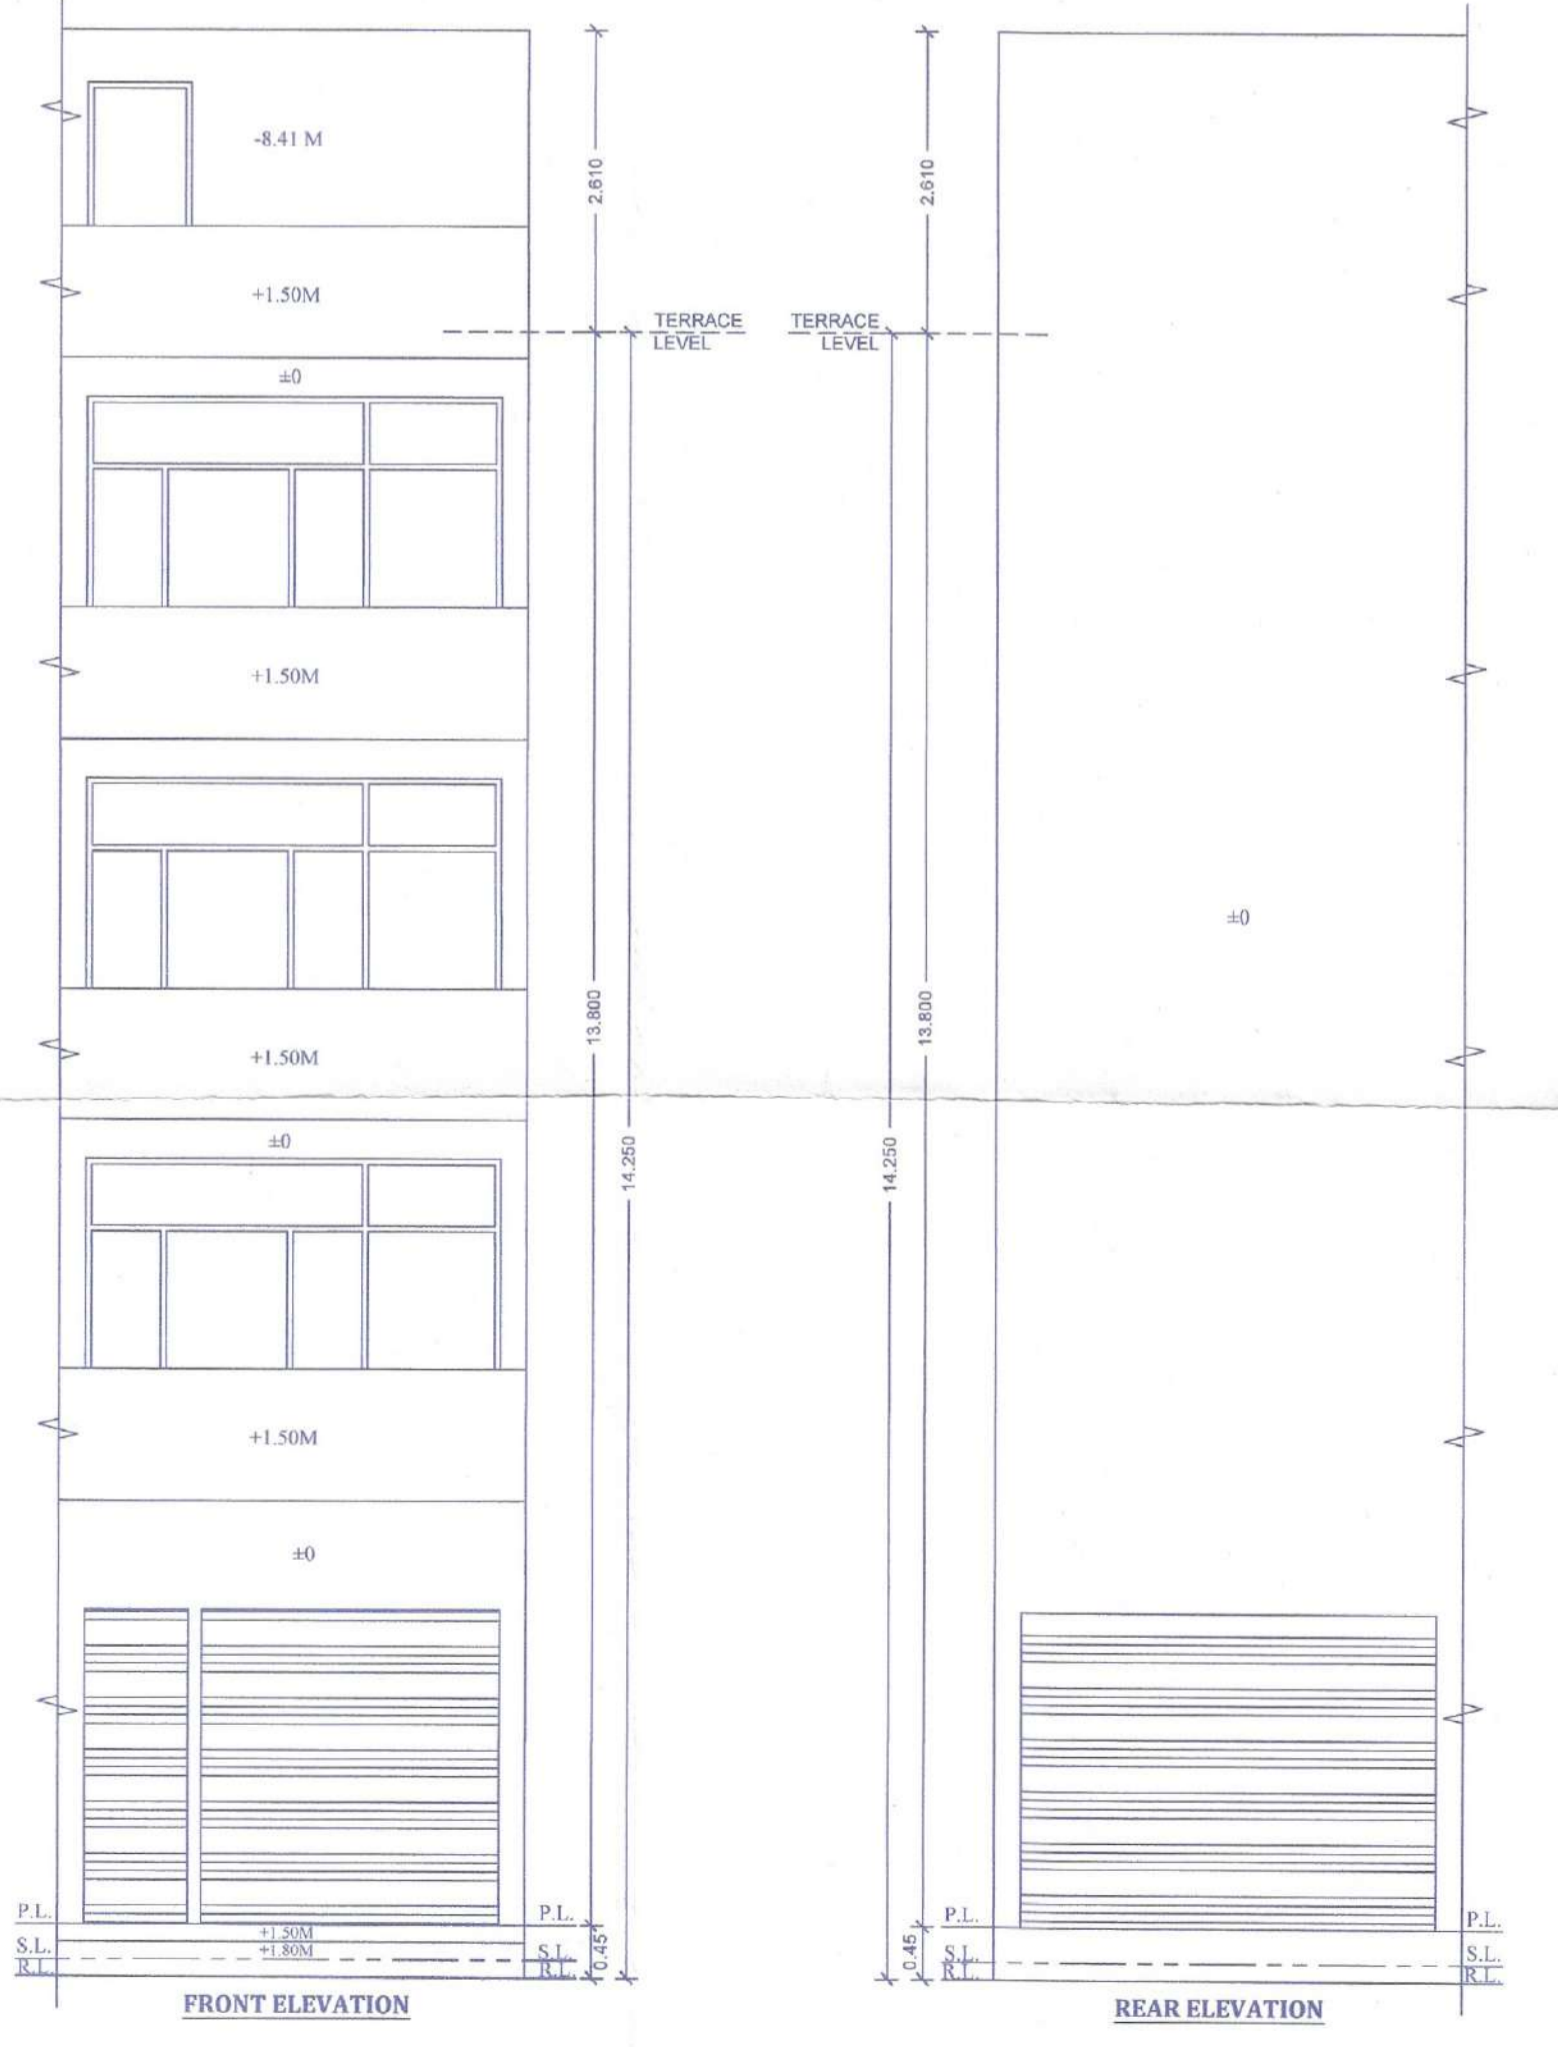 -8.41 M
2.610
2.610
+1.50M
TERRACE
LEVEL
TERRACE
LEVEL
±0
+1.50M
±0
13.800
13.800
+1.50M
±0
14.250
14.250
+1.50M
±0
P.L.
P.L.
P.L.
P.L.
+1.50M
S.L.
+1.80M
S.L.
0.45
0.45
S.L.
S.L.
R.L.
R.L.
R.L.
R.L.
FRONT ELEVATION
REAR ELEVATION